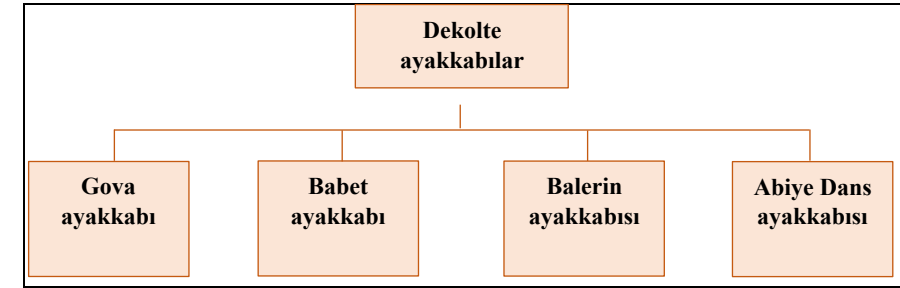 Dekolte
ayakkabılar
Gova
ayakkabı
Babet
ayakkabı
Balerin
ayakkabısı
Abiye Dans
ayakkabısı